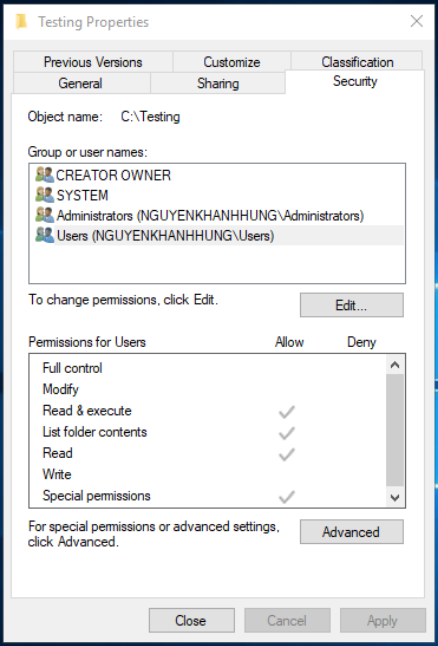 Testing Properties
Previous Versions Customize Classification
General Sharing Security
Object name: C:\Testing
Group or user names:
CREATOR OWNER
SYSTEM
Administrators (NGUYENKHANHHUNG\Administrators)
Users (NGUYENKHANHHUNG\Users)
To change permissions, click Edit.
Edit...
Permissions for Users Allow Deny
Full control
Modify
Read & execute
List folder contents
Read
Write
Special permissions
For special permissions or advanced settings,
click Advanced.
Advanced
Close Cancel Apply